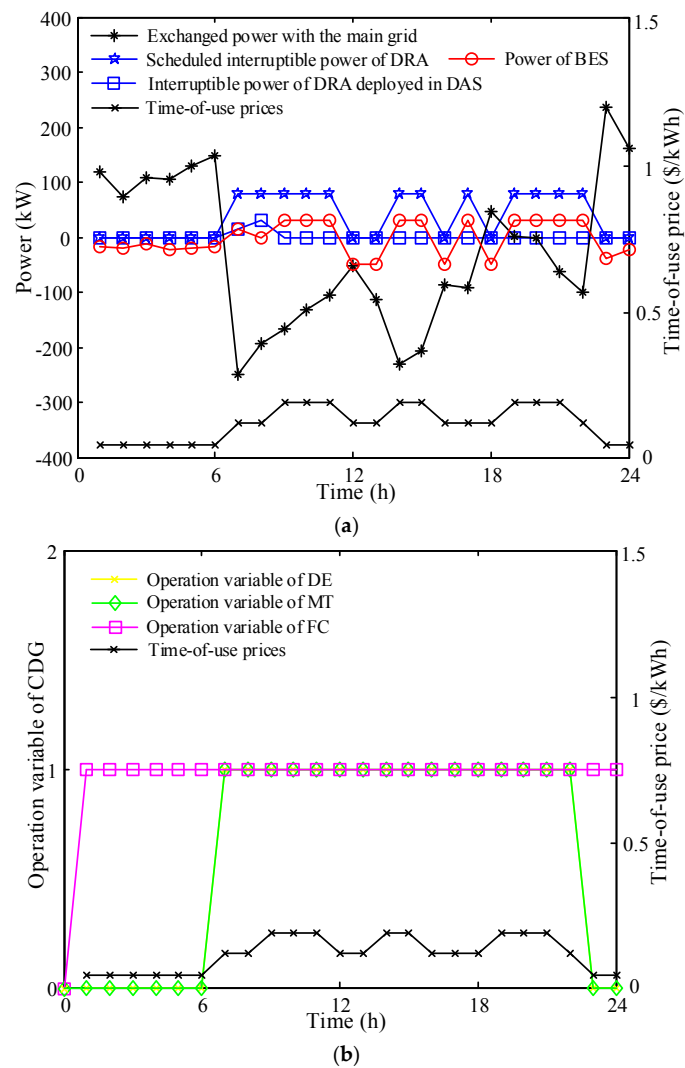 400
1.5
Exchanged power with the main grid
300
Scheduled interruptible power of DRA
Power of BES
Interruptible power of DRA deployed in DAS
200
Time-of-use prices
100
1
0
Power (kW)
Time-of-use price ($/kWh)
-100
0.5
-200
-300
-400
0
0
6
12
18
24
Time (h)
(a)
2
1.5
Operation variable of DE
Operation variable of MT
Operation variable of FC
Time-of-use prices
1
Operation variable of CDG
Time-of-use price ($/kWh)
1
0.5
0
0
0
6
12
18
24
Time (h)
(b)